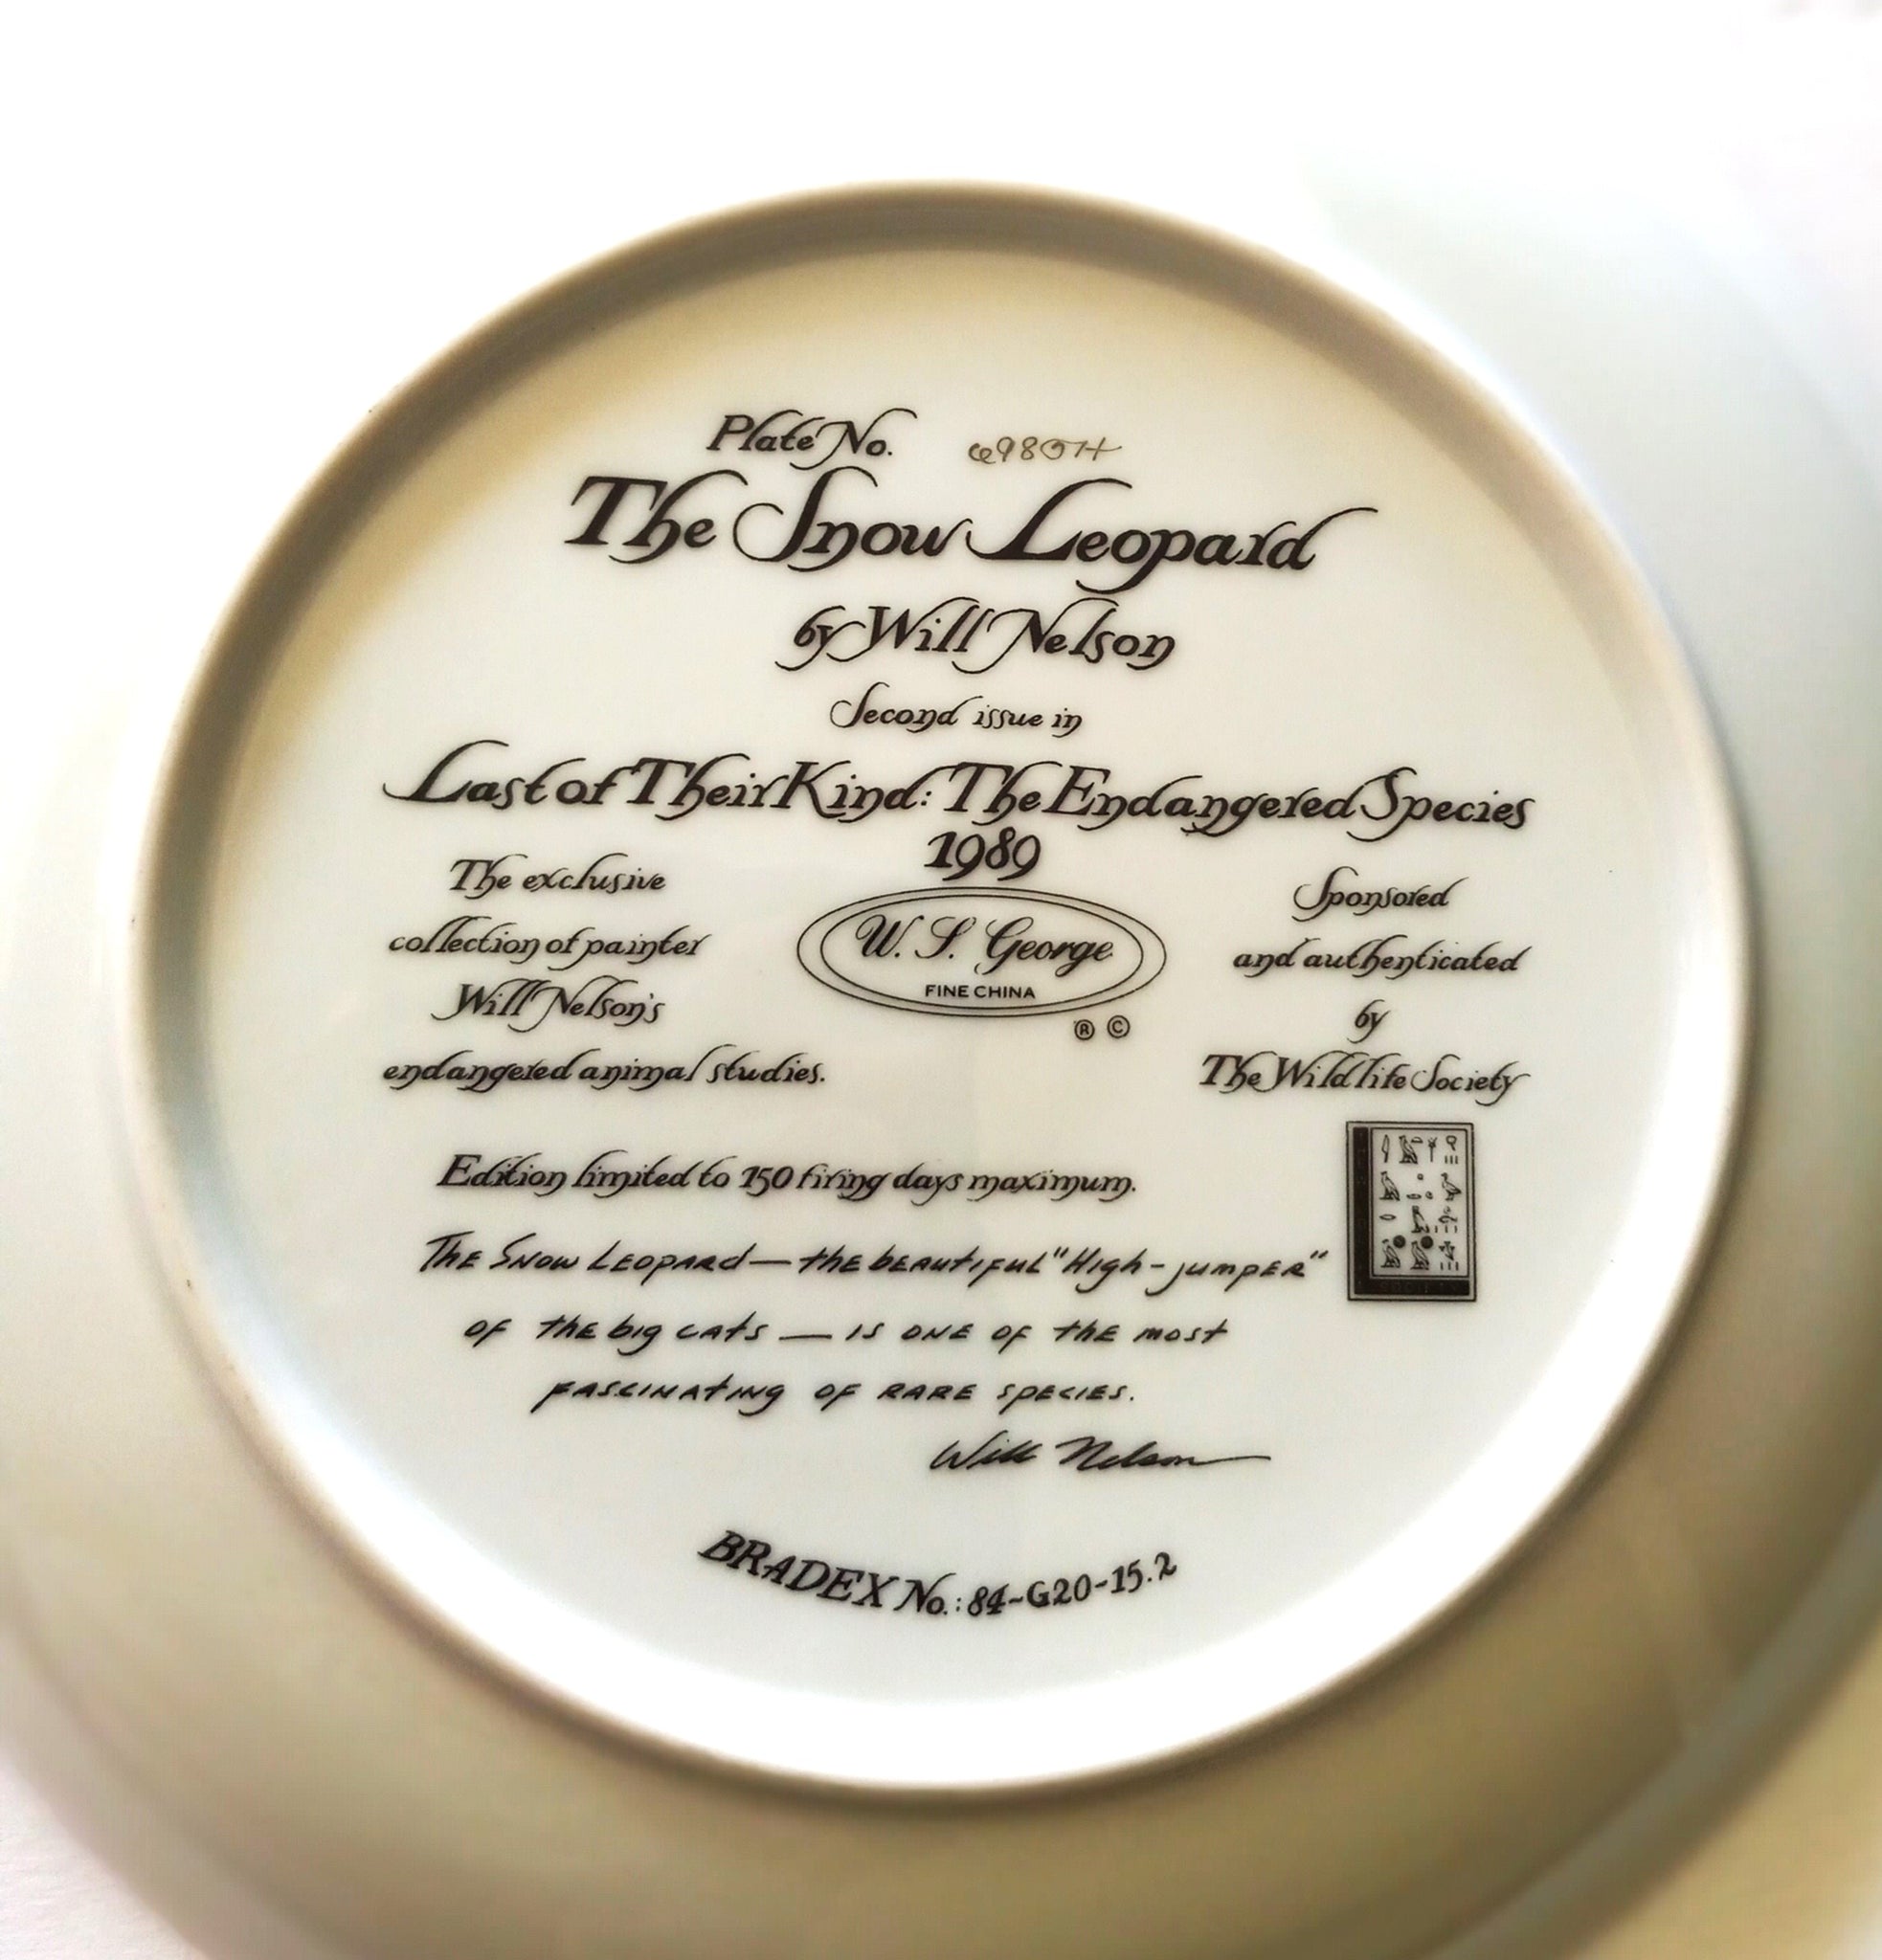 Plate No. 6980H
The Snow Leopard
by Will Nelson
Second issue in
Last of Their Kind: The Endangered Species
1989
The exclusive
collection of painter
Will Nelson's
endangered animal studies.
W. S. George
FINE CHINA
® ©
Sponsored
and authenticated
by
The Wildlife Society
Edition limited to 150 firing days maximum.
The Snow Leopard — the beautiful "High-jumper"
of the big cats — is one of the most
fascinating of rare species.
Will Nelson
BRADEX No.: 84-G20-15.2